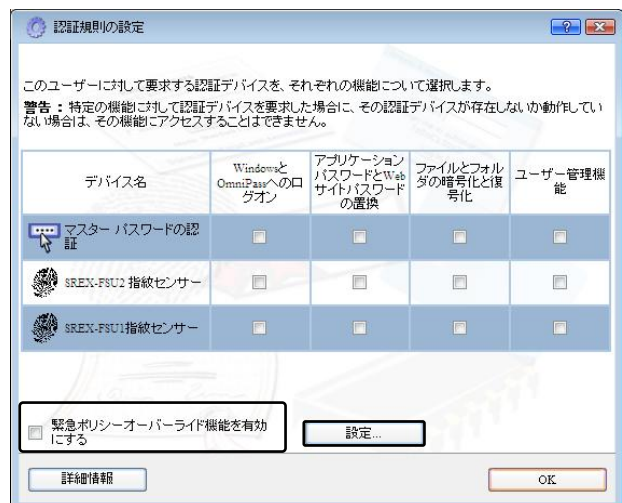 認証規則の設定
このユーザーに対して要求する認証デバイスを、それぞれの機能について選択します。
警告 : 特定の機能に対して認証デバイスを要求した場合に、その認証デバイスが存在しないか動作してい
ない場合は、その機能にアクセスすることはできません。
デバイス名
Windowsと
OmniPassへのロ
グオン
アプリケーション
パスワードとWeb
サイトパスワード
の置換
ファイルとフォル
ダの暗号化と復
号化
ユーザー管理機
能
マスター パスワードの認
証
SREX-FSU2 指紋センサー
SREX-FSU1指紋センサー
緊急ポリシーオーバーライド機能を有効
にする
設定...
詳細情報
OK